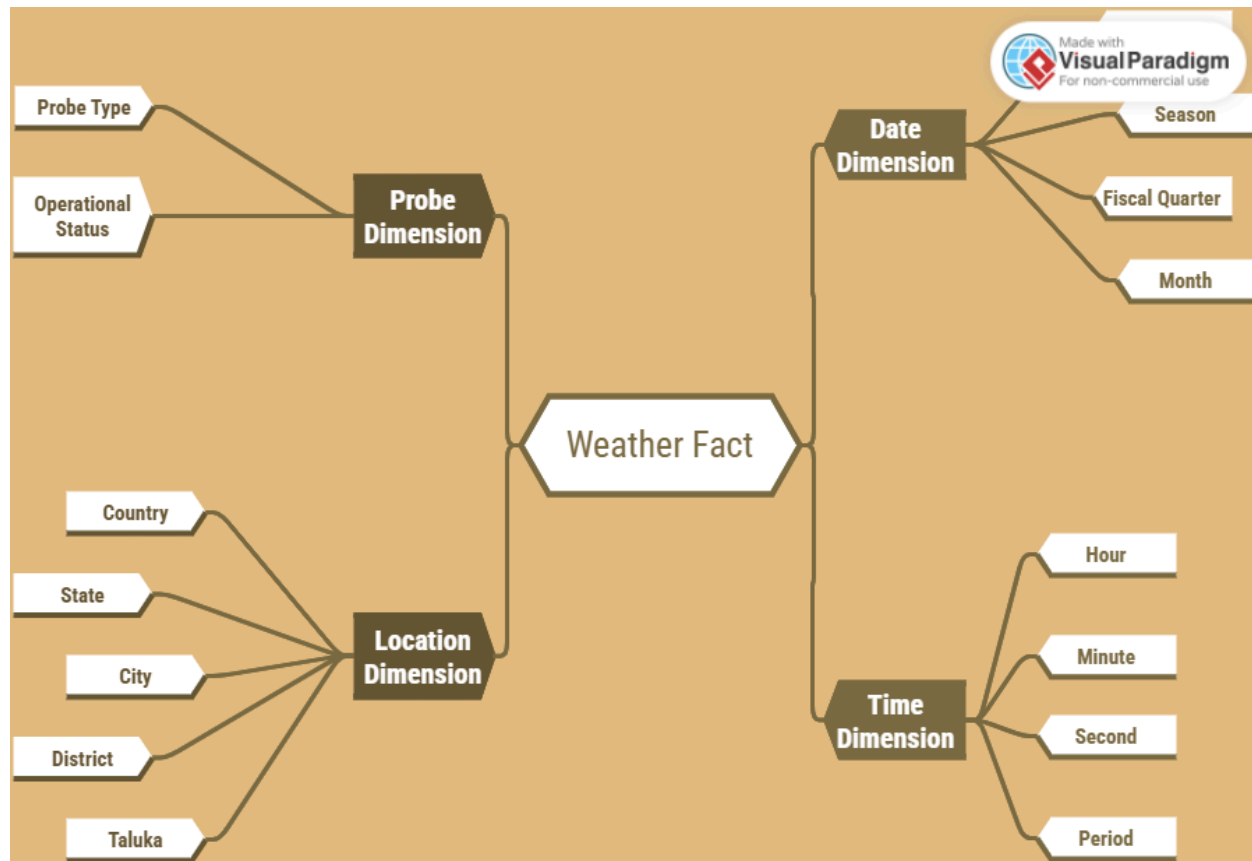 Made with
Visual Paradigm
For non-commercial use
Probe Type
Operational
Status
Probe
Dimension
Date
Dimension
Season
Fiscal Quarter
Month
Weather Fact
Country
State
City
District
Taluka
Location
Dimension
Time
Dimension
Hour
Minute
Second
Period